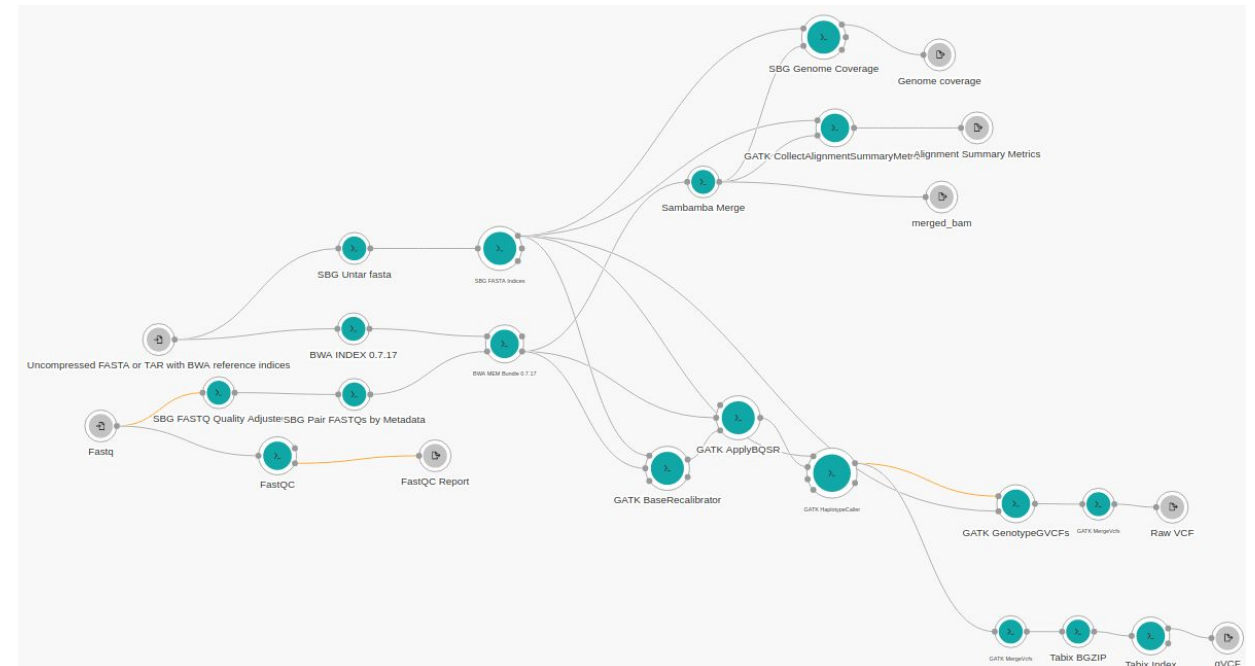 SBG Genome Coverage
Genome coverage
GATK CollectAlignmentSummaryMetr
Alignment Summary Metrics
Sambamba Merge
merged_bam
SBG Untar fasta
SBG FASTA Indices
BWA INDEX 0.7.17
Uncompressed FASTA or TAR with BWA reference indices
BWA MEM Bundle 0.7.17
SBG FASTQ Quality Adjuste
SBG Pair FASTQs by Metadata
Fastq
FastQC
FastQC Report
GATK ApplyBQSR
GATK BaseRecalibrator
GATK HaplotypeCaller
GATK GenotypeGVCFs
GATK MergeVcfs
Raw VCF
GATK MergeVcfs
Tabix BGZIP
Tabix Index
gVCF